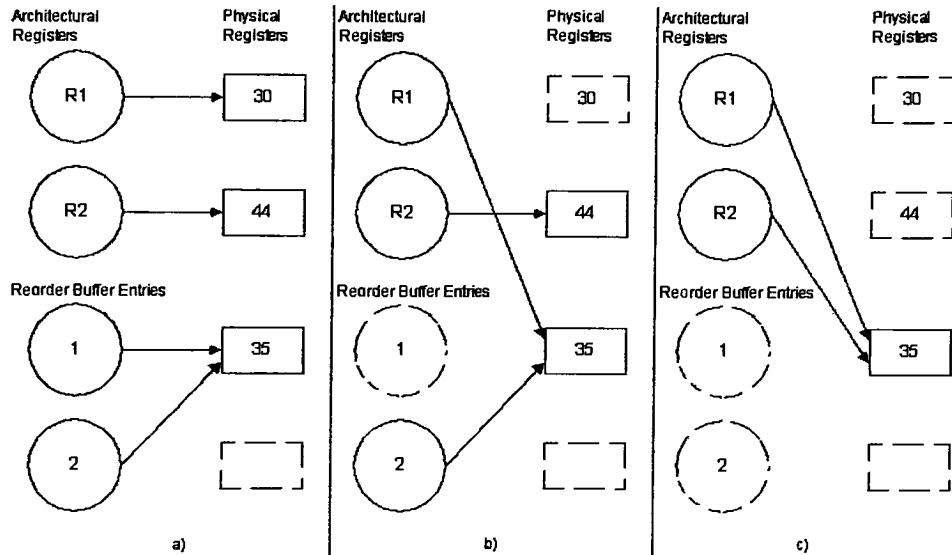 Architectural Registers
Physical Registers
R1
30
R2
44
Reorder Buffer Entries
1
35
2
a)
Architectural Registers
Physical Registers
R1
30
R2
44
Reorder Buffer Entries
1
35
2
b)
Architectural Registers
Physical Registers
R1
30
R2
44
Reorder Buffer Entries
1
35
2
c)